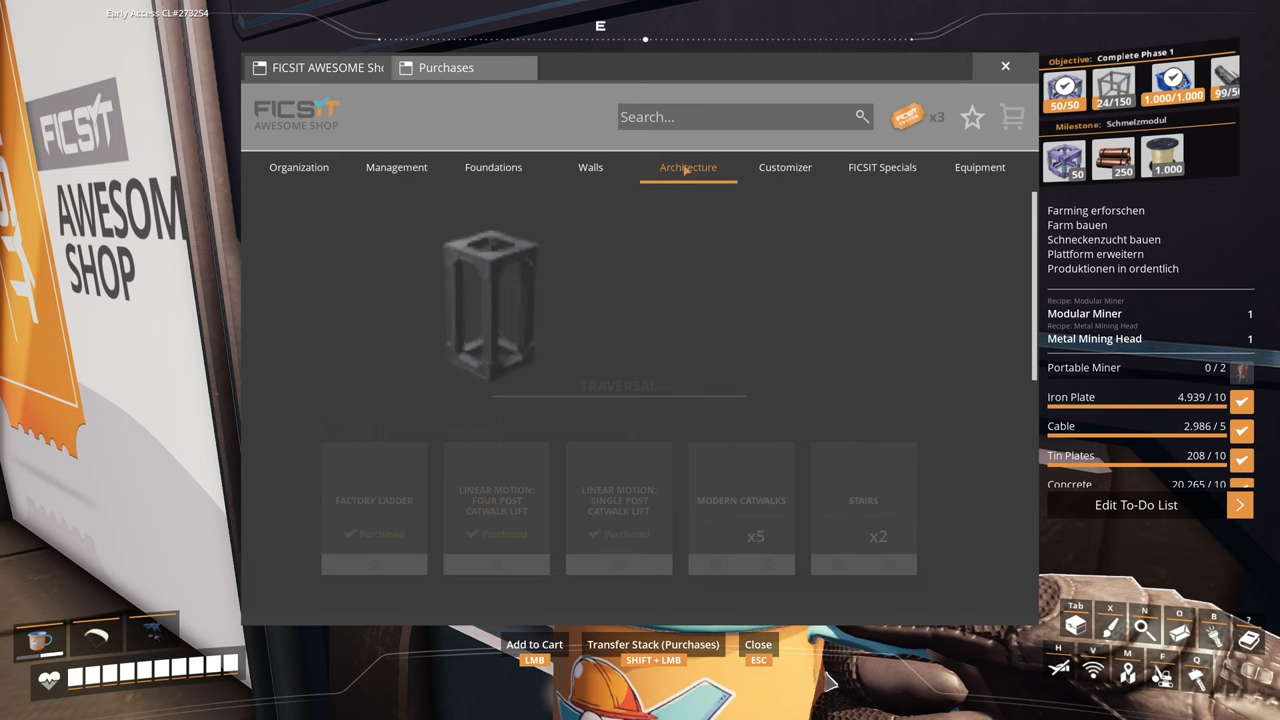 Early Access CL#273254
E
FICSIT
AWESOM
SHOP
FICSIT AWESOME Sho
Purchases
FICSIT
AWESOME SHOP
Search...
x3
Organization
Management
Foundations
Walls
Architecture
Customizer
FICSIT Specials
Equipment
TRAVERSAL
FACTORY LADDER
Purchased
LINEAR MOTION:
FOUR POST
CATWALK LIFT
Purchased
LINEAR MOTION:
SINGLE POST
CATWALK LIFT
Purchased
MODERN CATWALKS
x5
STAIRS
x2
Add to Cart
LMB
Transfer Stack (Purchases)
SHIFT + LMB
Close
ESC
Objective: Complete Phase 1
50/50
24/150
1.000/1.000
99/50
Milestone: Schmelzmodul
50
250
1.000
Farming erforschen
Farm bauen
Schneckenzucht bauen
Plattform erweitern
Produktionen in ordentlich
Recipe: Modular Miner
Modular Miner 1
Recipe: Metal Mining Head
Metal Mining Head 1
Portable Miner 0 / 2
Iron Plate 4.939 / 10
Cable 2.986 / 5
Tin Plates 208 / 10
Concrete 20.265 / 10
Edit To-Do List
Tab
X
N
O
B
?
H
V
M
F
Q